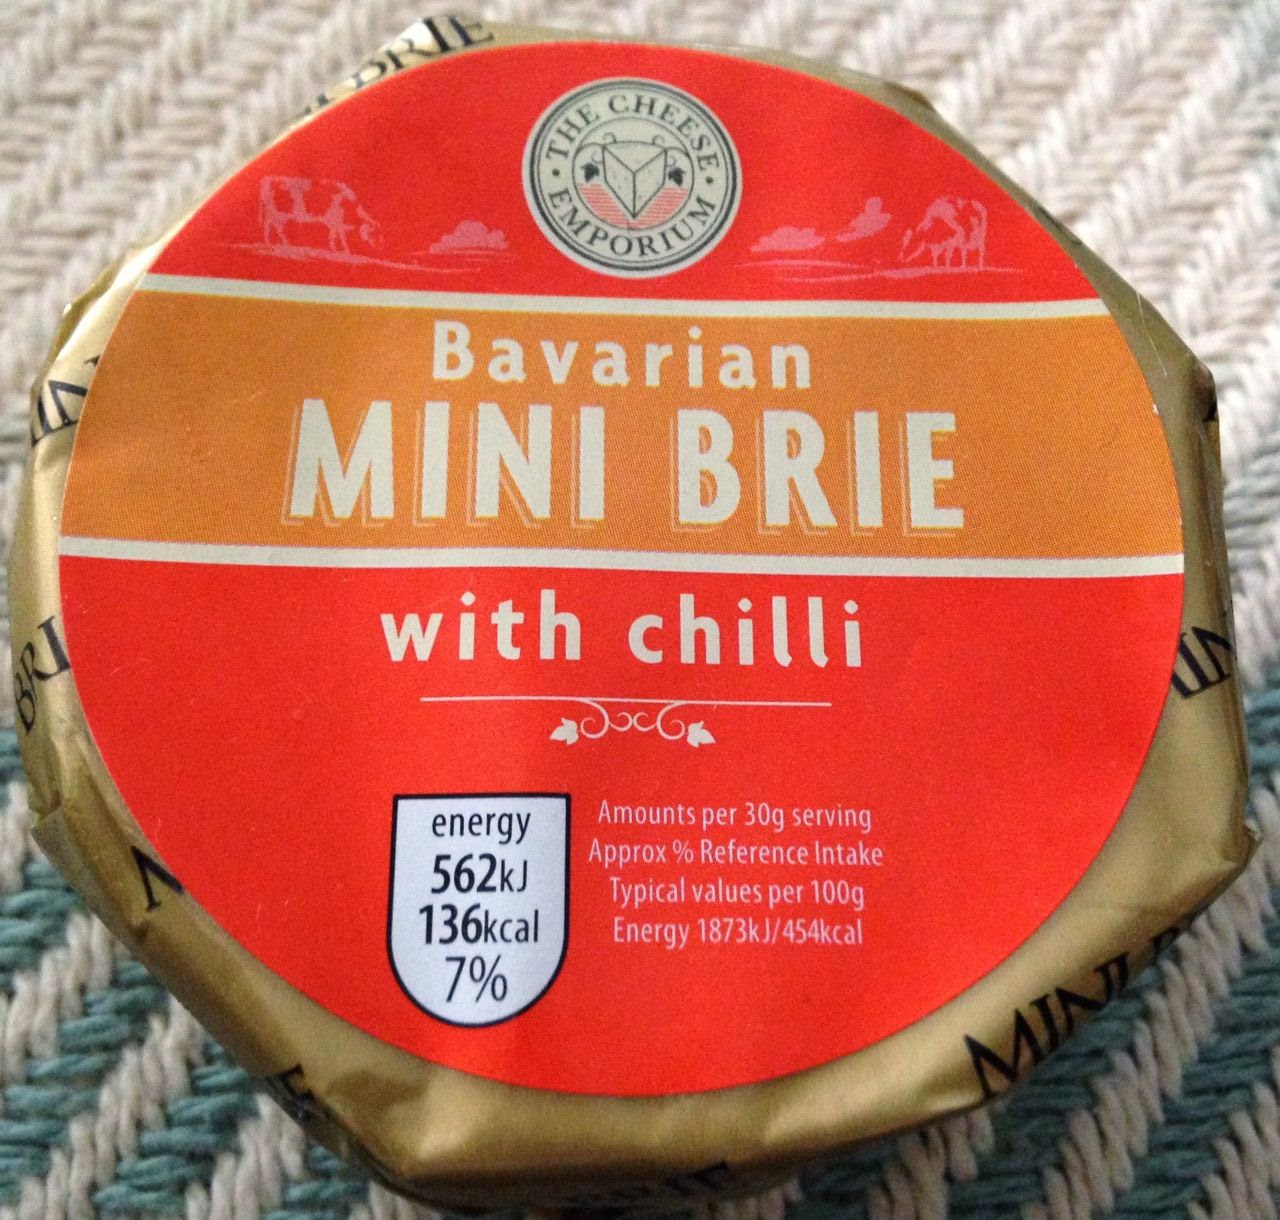 THE CHEESE
EMPORIUM
Bavarian
MINI BRIE
with chilli
energy
562kJ
136kcal
7%
Amounts per 30g serving
Approx % Reference Intake
Typical values per 100g
Energy 1873kJ/454kcal
BRIE
MINI